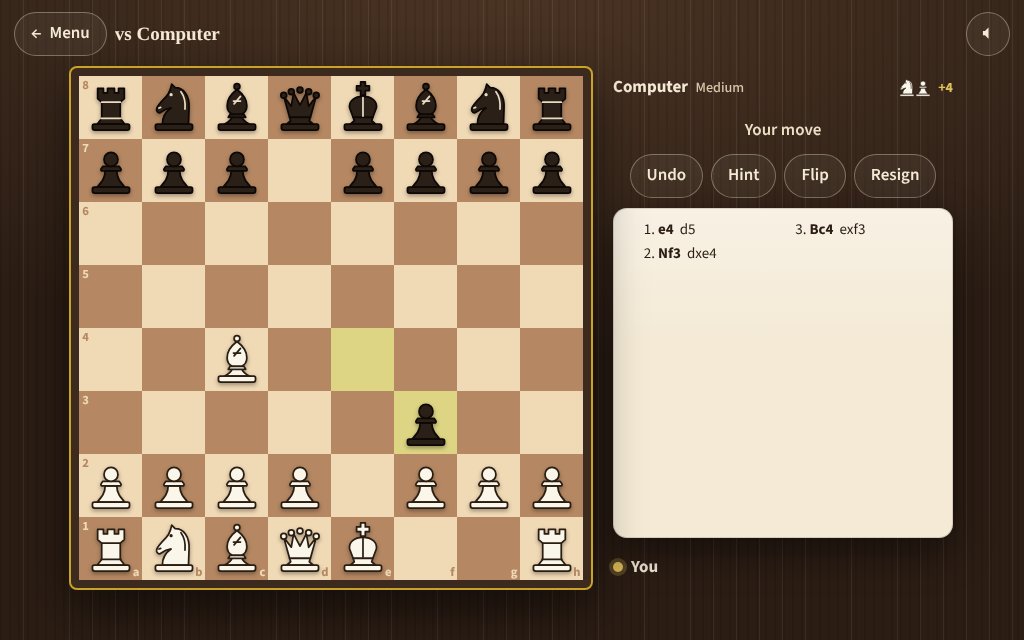 ← Menu
vs Computer
Computer Medium
+4
Your move
Undo
Hint
Flip
Resign
1. e4 d5
2. Nf3 dxe4
3. Bc4 exf3
You
8
7
6
5
4
3
2
1
a b c d e f g h